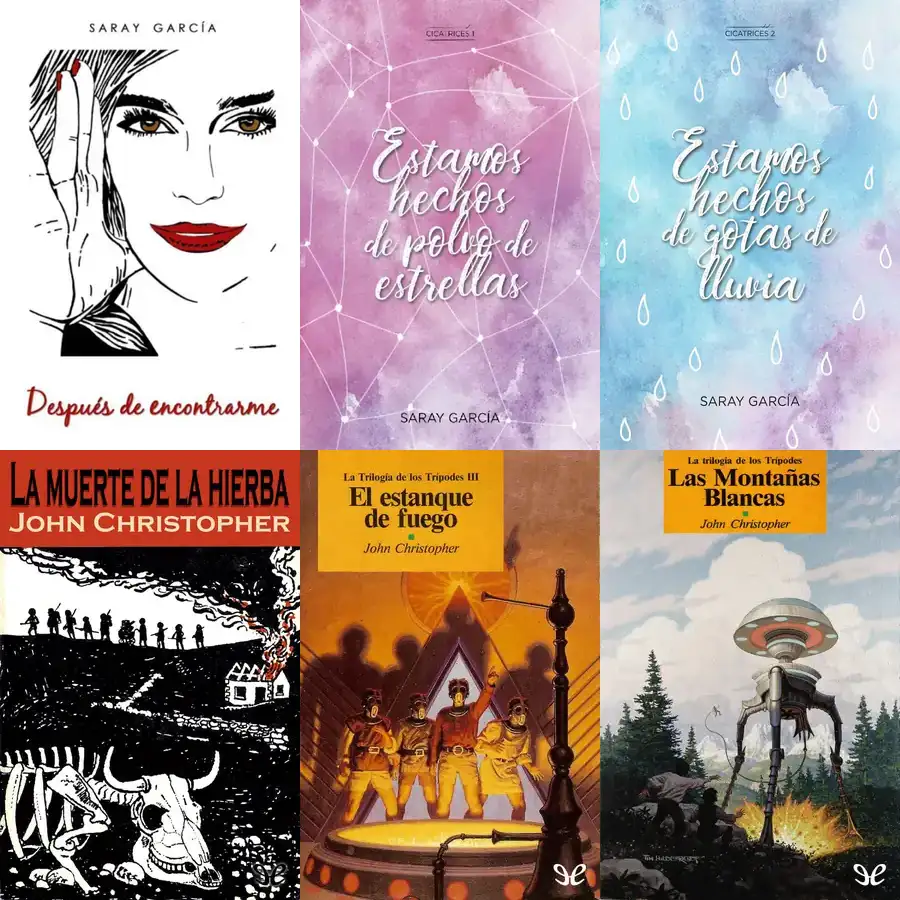 SARAY GARCÍA
Después de encontrarme
CICATRICES 1
Estamos
hechos
de polvo de
estrellas
SARAY GARCÍA
CICATRICES 2
Estamos
hechos
de gotas de
lluvia
SARAY GARCÍA
LA MUERTE DE LA HIERBA
JOHN CHRISTOPHER
La Trilogía de los Trípodes III
El estanque
de fuego
John Christopher
La trilogía de los Trípodes
Las Montañas
Blancas
John Christopher